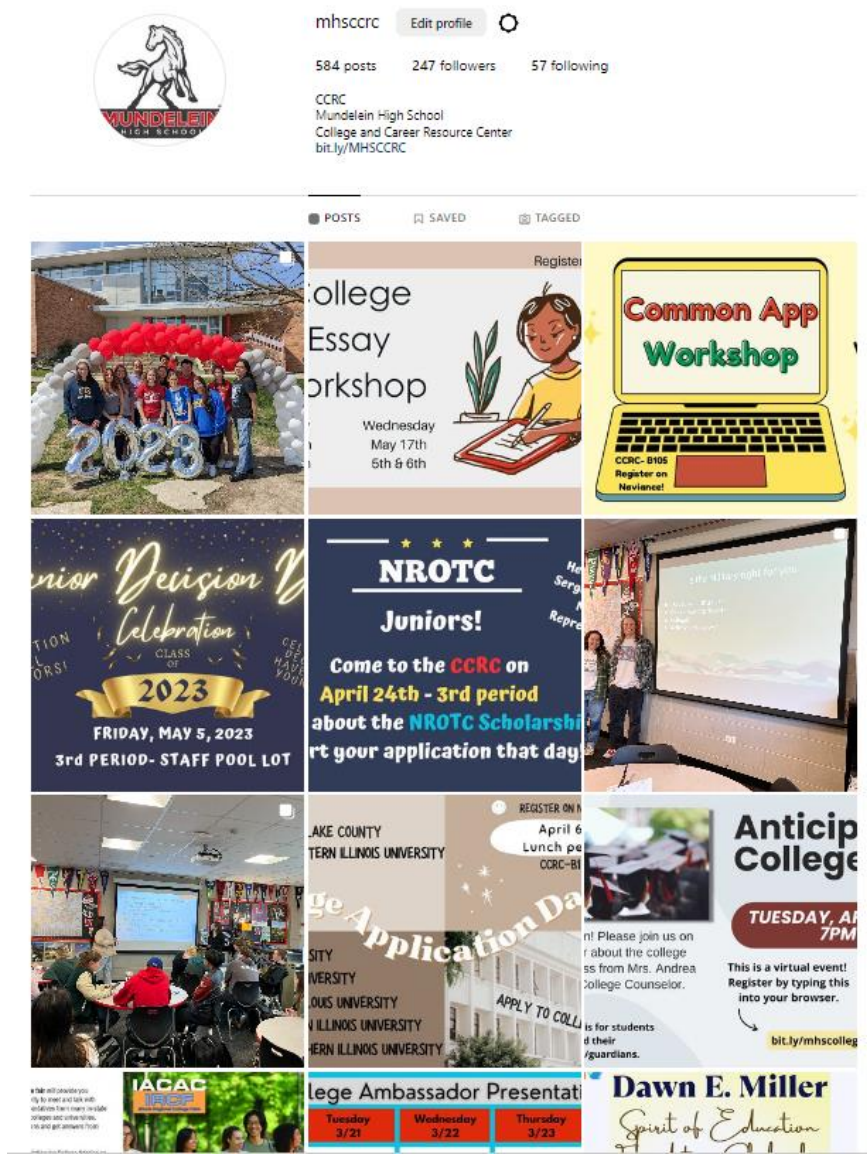 mhsccrc
Edit profile
584 posts
247 followers
57 following
CCRC
Mundelein High School
College and Career Resource Center
bit.ly/MHSCCRC
MUNDELEIN
HIGH SCHOOL
POSTS
SAVED
TAGGED
2023
Register
ollege
Essay
orkshop
Wednesday
May 17th
5th & 6th
Common App
Workshop
CCRC- B105
Register on
Naviance!
nior Decision D
Celebration
CLASS
OF
2023
FRIDAY, MAY 5, 2023
3rd PERIOD- STAFF POOL LOT
NROTC
Juniors!
Come to the CCRC on
April 24th - 3rd period
about the NROTC Scholarshi
rt your application that day!
AKE COUNTY
TERN ILLINOIS UNIVERSITY
REGISTER ON N
April 6
Lunch pe
CCRC-B1
ge Application Da
SITY
IVERSITY
LOUIS UNIVERSITY
N ILLINOIS UNIVERSITY
HERN ILLINOIS UNIVERSITY
APPLY TO COLL
Anticip
College
TUESDAY, AP
7PM
n! Please join us on
r about the college
ss from Mrs. Andrea
College Counselor.
is for students
d their
/guardians.
This is a virtual event!
Register by typing this
into your browser.
bit.ly/mhscolleg
IACAC
lege Ambassador Presentati
Tuesday
3/21
Wednesday
3/22
Thursday
3/23
Dawn E. Miller
Spirit of Education